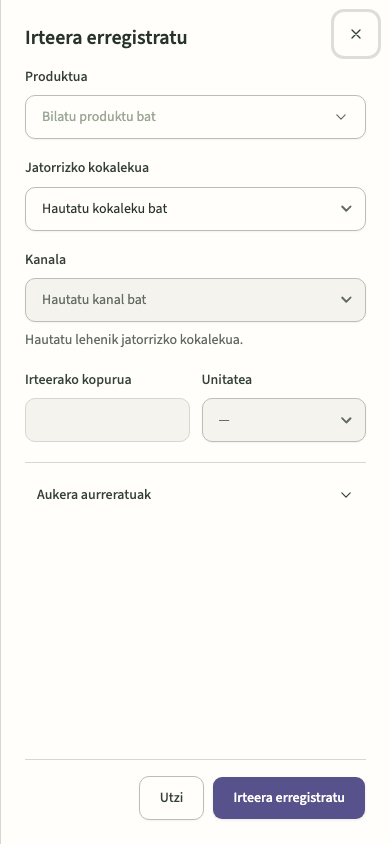 Irteera erregistratu
Produktua
Bilatu produktu bat
Jatorrizko kokalekua
Hautatu kokaleku bat
Kanala
Hautatu kanal bat
Hautatu lehenik jatorrizko kokalekua.
Irteerako kopurua
Unitatea
—
Aukera aurreratuak
Utzi
Irteera erregistratu